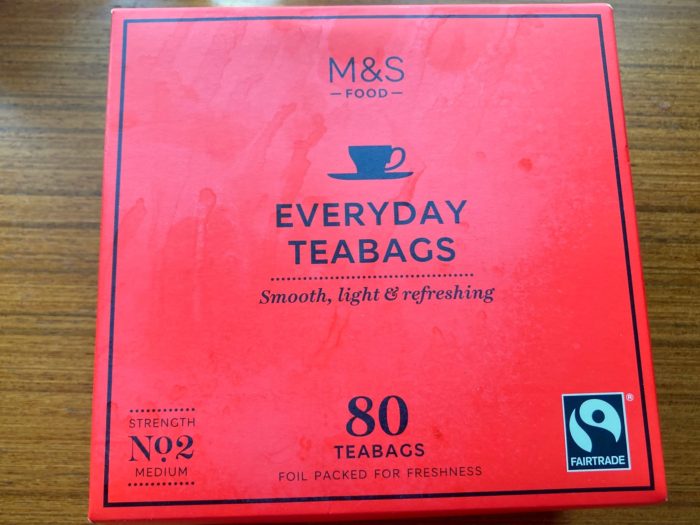 M&S
—FOOD—
EVERYDAY
TEABAGS
Smooth, light & refreshing
STRENGTH
Nº2
MEDIUM
80
TEABAGS
FOIL PACKED FOR FRESHNESS
®
FAIRTRADE